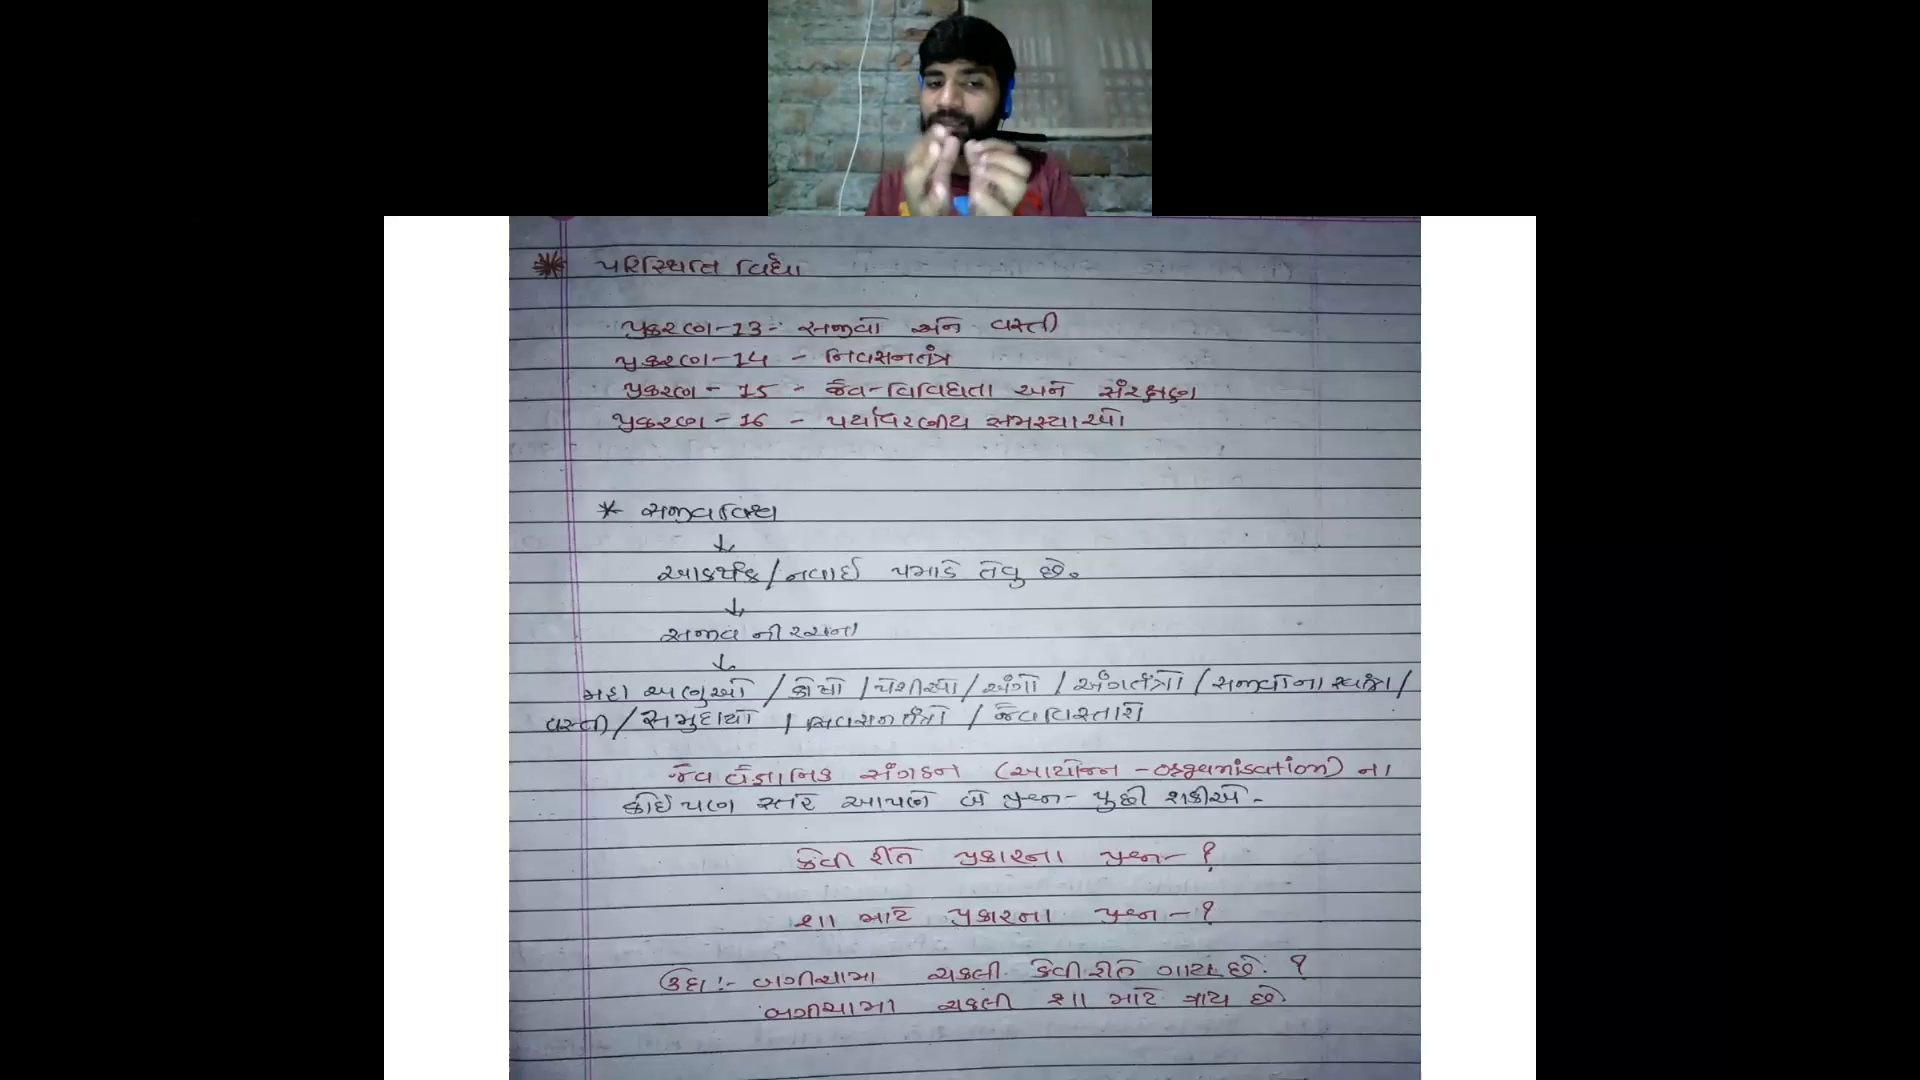 * પરિસ્થિતિ વિદ્યા
પ્રકરણ-13 - સજીવો અને વસ્તી
પ્રકરણ-14 - નિવસનતંત્ર
પ્રકરણ - 15 - જૈવ-વિવિધતા અને સંરક્ષણ
પ્રકરણ - 16 - પર્યાવરણીય સમસ્યાઓ
* સજીવવિશ્વ
↓
આકર્ષક/નવાઈ પમાડે તેવુ છે.
↓
સજીવ ની રચના
↓
મહા અણુઓ / કોષો / પેશીઓ / અંગો / અંગતંત્રો / સજીવોના /
વસ્તી / સમુદાયો / નિવસનતંત્રો / જૈવવિસ્તારો
જૈવ વૈજ્ઞાનિક સંગઠન (આયોજન - organisation) ના
કોઈ પણ સ્તરે આપણે બે પ્રશ્ન- પુછી શકીએ -
કેવી રીતે પ્રકારના પ્રશ્ન- ?
શા માટે પ્રકારના પ્રશ્ન - ?
ઉદા :- બગીચામા ચકલી કેવી રીતે ગાય છે. ?
બગીચામા ચકલી શા માટે ગાય છે